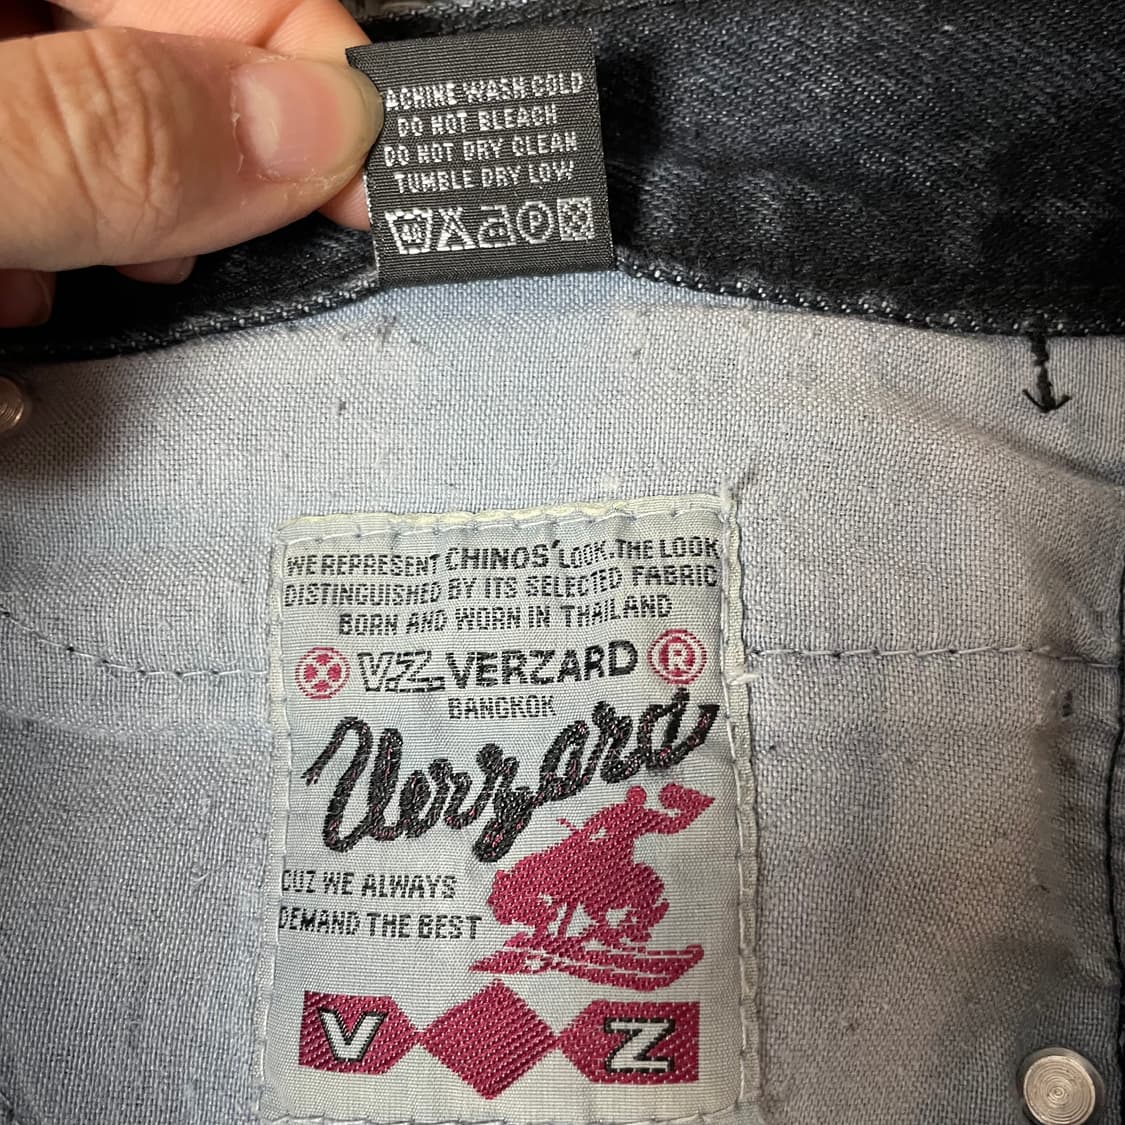 MACHINE WASH COLD
DO NOT BLEACH
DO NOT DRY CLEAN
TUMBLE DRY LOW
40 P
WE REPRESENT CHINOS' LOOK. THE LOOK
DISTINGUISHED BY ITS SELECTED FABRIC
BORN AND WORN IN THAILAND
VZ VERZARD ®
BANGKOK
Verzard
CUZ WE ALWAYS
DEMAND THE BEST
V Z